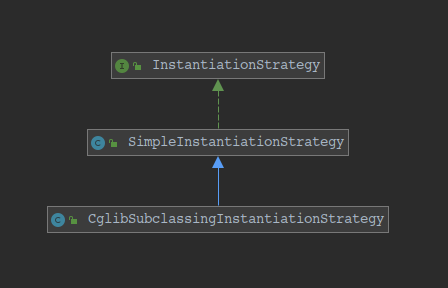 I InstantiationStrategy
C SimpleInstantiationStrategy
C CglibSubclassingInstantiationStrategy